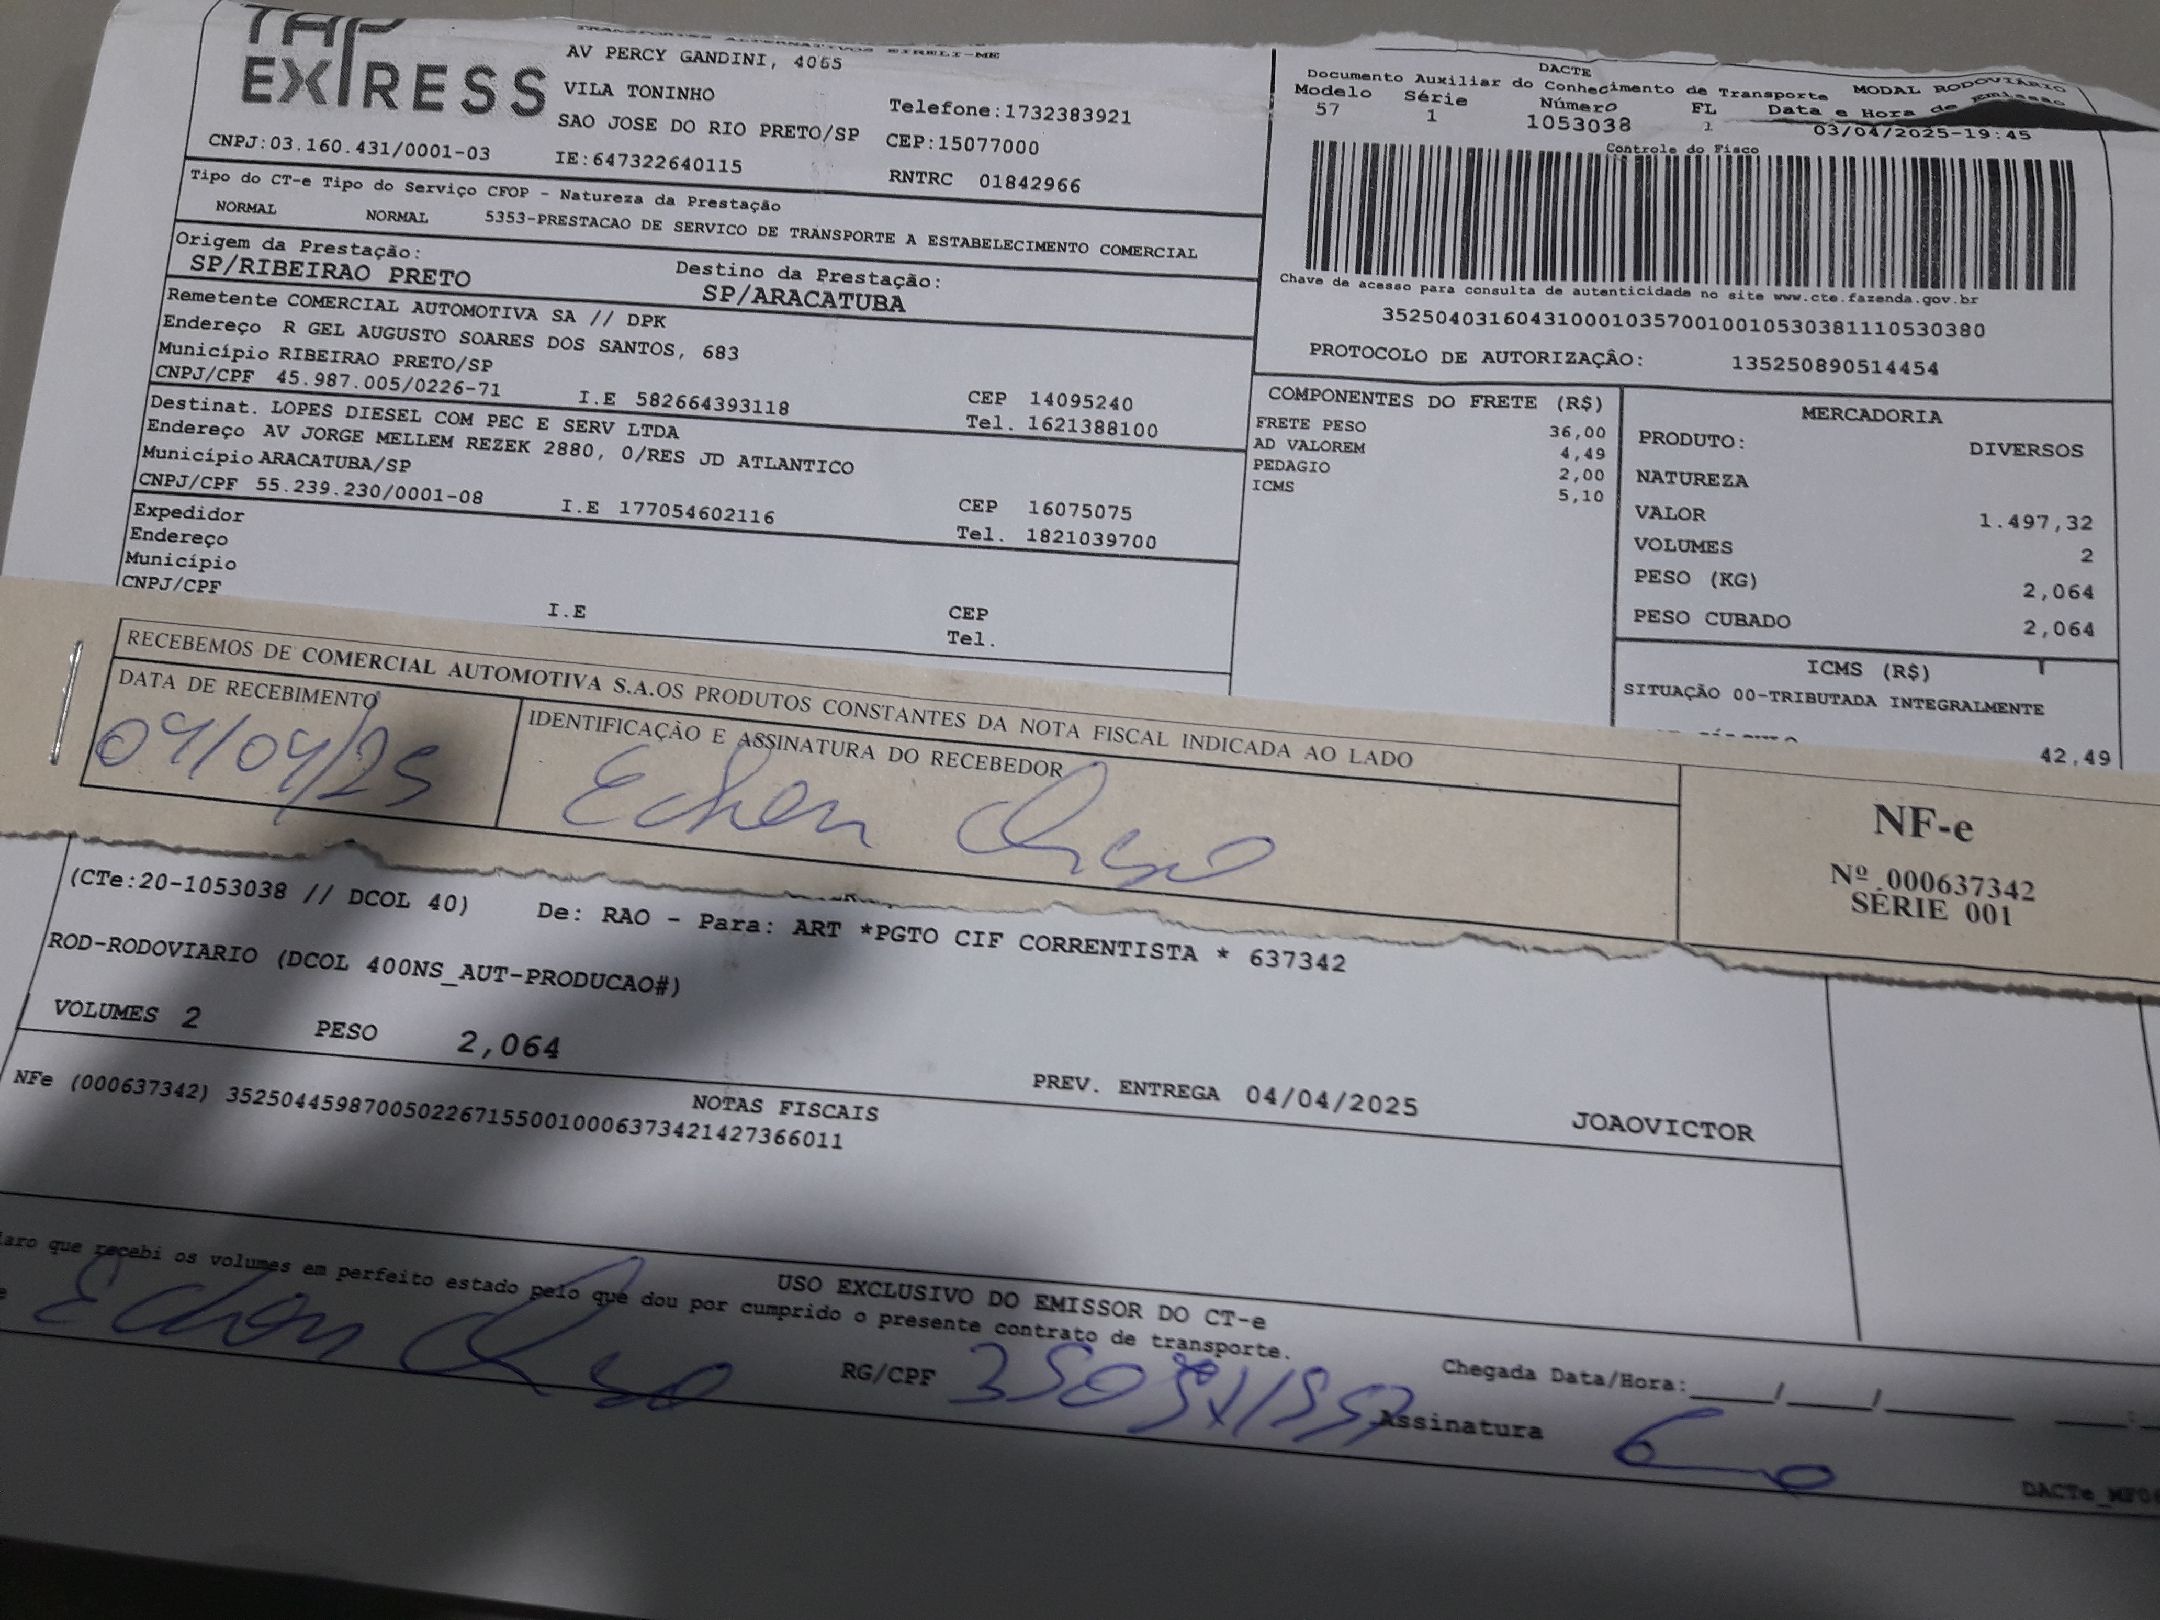 TAP
EXPRESS
TRANSPORTES ALTERNATIVOS EIRELI-ME
AV PERCY GANDINI, 4065
VILA TONINHO
Telefone:1732383921
SAO JOSE DO RIO PRETO/SP CEP:15077000
CNPJ:03.160.431/0001-03 IE:647322640115 RNTRC 01842966
DACTE
Documento Auxiliar do Conhecimento de Transporte MODAL RODOVIÁRIO
Modelo Série Número FL Data e Hora de Emissão
57 1 1053038 1 03/04/2025-19:45
Controle do Fisco
Chave de acesso para consulta de autenticidade no site www.cte.fazenda.gov.br
35250403160431000103570010010530381110530380
PROTOCOLO DE AUTORIZAÇÃO: 135250890514454
Tipo do CT-e Tipo do Serviço CFOP - Natureza da Prestação
NORMAL NORMAL 5353-PRESTACAO DE SERVICO DE TRANSPORTE A ESTABELECIMENTO COMERCIAL
Origem da Prestação: Destino da Prestação:
SP/RIBEIRAO PRETO SP/ARACATUBA
Remetente COMERCIAL AUTOMOTIVA SA // DPK
Endereço R GEL AUGUSTO SOARES DOS SANTOS, 683
Município RIBEIRAO PRETO/SP CEP 14095240
CNPJ/CPF 45.987.005/0226-71 I.E 582664393118 Tel. 1621388100
Destinat. LOPES DIESEL COM PEC E SERV LTDA
Endereço AV JORGE MELLEM REZEK 2880, 0/RES JD ATLANTICO
Município ARACATUBA/SP CEP 16075075
CNPJ/CPF 55.239.230/0001-08 I.E 177054602116 Tel. 1821039700
Expedidor
Endereço
Município CEP
CNPJ/CPF I.E Tel.
COMPONENTES DO FRETE (R$)
FRETE PESO 36,00
AD VALOREM 4,49
PEDAGIO 2,00
ICMS 5,10
MERCADORIA
PRODUTO: DIVERSOS
NATUREZA
VALOR 1.497,32
VOLUMES 2
PESO (KG) 2,064
PESO CUBADO 2,064
ICMS (R$)
SITUAÇÃO 00-TRIBUTADA INTEGRALMENTE
42,49
RECEBEMOS DE COMERCIAL AUTOMOTIVA S.A.OS PRODUTOS CONSTANTES DA NOTA FISCAL INDICADA AO LADO
DATA DE RECEBIMENTO IDENTIFICAÇÃO E ASSINATURA DO RECEBEDOR
04/04/25
NF-e
Nº 000637342
SÉRIE 001
(CTe:20-1053038 // DCOL 40) De: RAO - Para: ART *PGTO CIF CORRENTISTA * 637342
ROD-RODOVIARIO (DCOL 400NS_AUT-PRODUCAO#)
VOLUMES 2 PESO 2,064 PREV. ENTREGA 04/04/2025 JOAOVICTOR
NOTAS FISCAIS
NFe (000637342) 35250445987005022671550010006373421427366011
USO EXCLUSIVO DO EMISSOR DO CT-e
laro que recebi os volumes em perfeito estado pelo que dou por cumprido o presente contrato de transporte.
RG/CPF Chegada Data/Hora:____/____/______ ___:
Assinatura